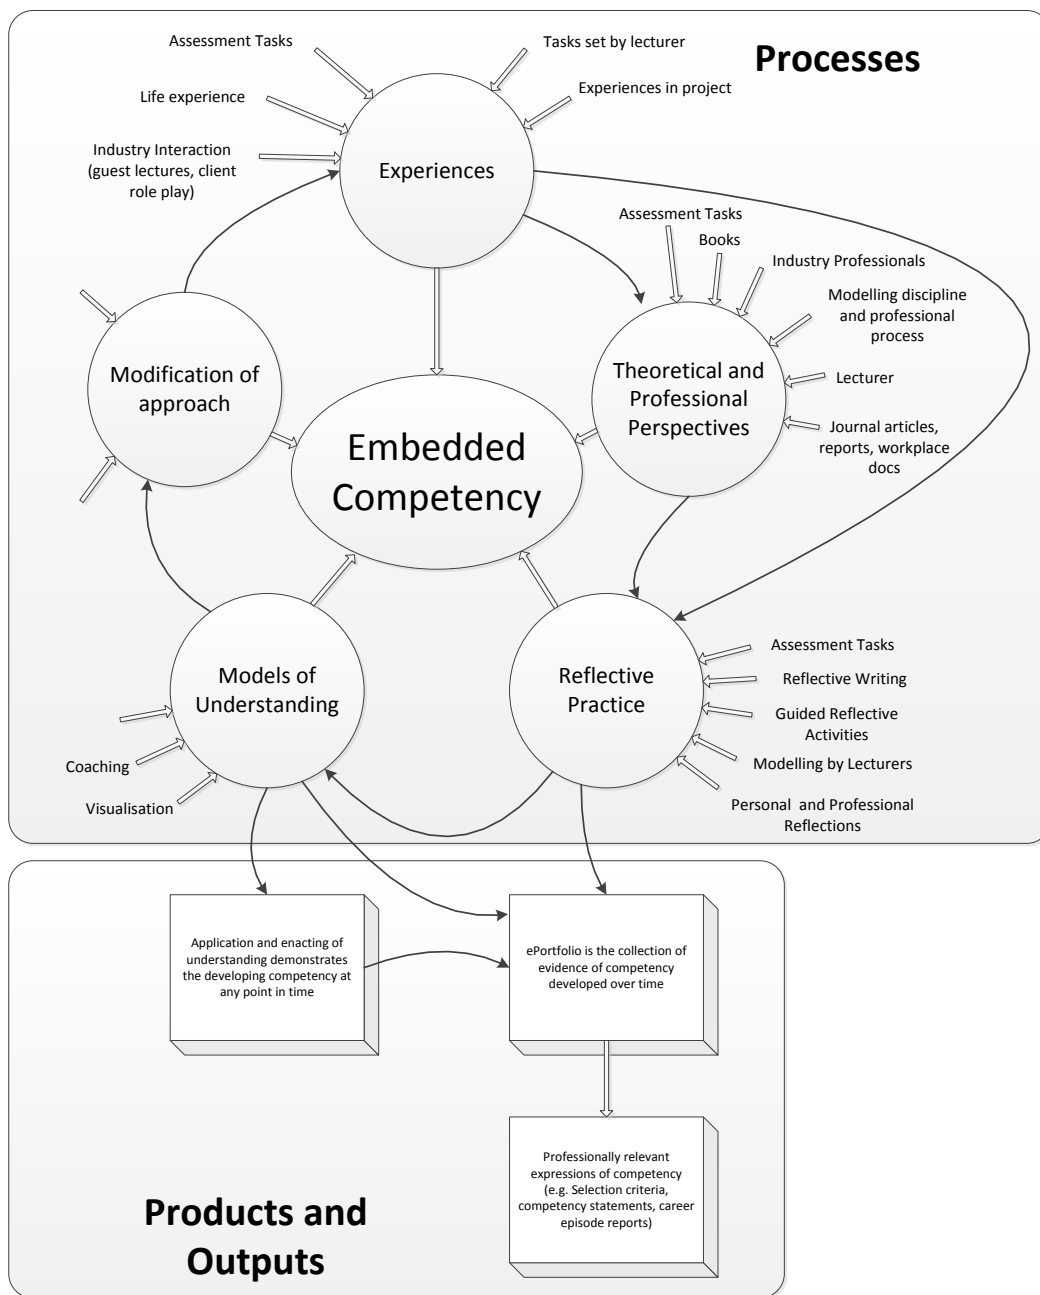 Processes
Assessment Tasks
Tasks set by lecturer
Life experience
Experiences in project
Industry Interaction
(guest lectures, client
role play)
Experiences
Assessment Tasks
Books
Industry Professionals
Modelling discipline
and professional
process
Lecturer
Journal articles,
reports, workplace
docs
Theoretical and
Professional
Perspectives
Modification of
approach
Embedded
Competency
Models of
Understanding
Coaching
Visualisation
Reflective
Practice
Assessment Tasks
Reflective Writing
Guided Reflective
Activities
Modelling by Lecturers
Personal and Professional
Reflections
Application and enacting of
understanding demonstrates
the developing competency at
any point in time
ePortfolio is the collection of
evidence of competency
developed over time
Professionally relevant
expressions of competency
(e.g. Selection criteria,
competency statements, career
episode reports)
Products and
Outputs